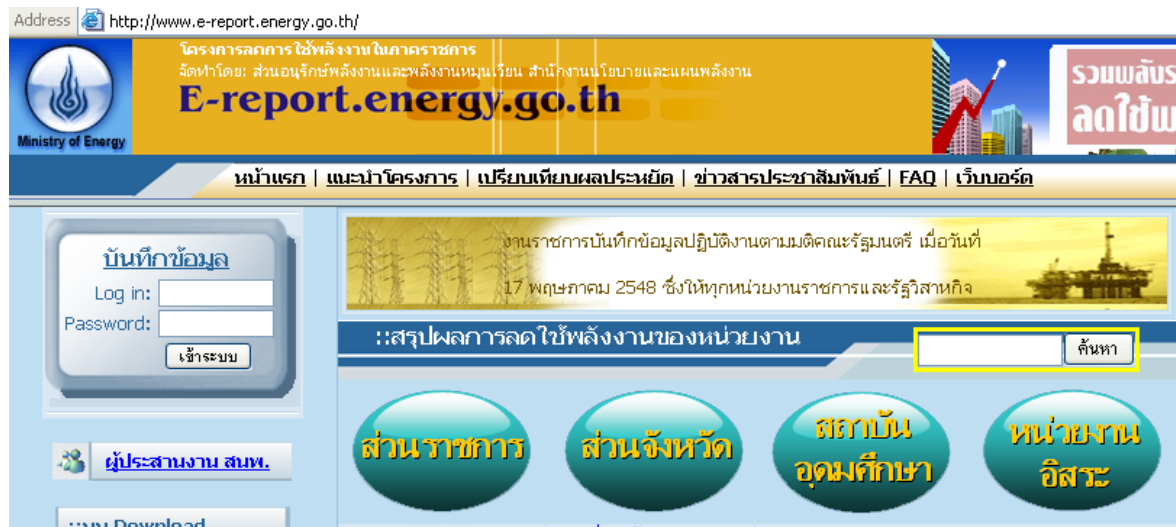 Address http://www.e-report.energy.go.th/
โครงการลดการใช้พลังงานในภาคราชการ
จัดทำโดย: ส่วนอนุรักษ์พลังงานและพลังงานหมุนเวียน สำนักงานนโยบายและแผนพลังงาน
E-report.energy.go.th
Ministry of Energy
รวมพลัง
ลดใช้
หน้าแรก | แนะนำโครงการ | เปรียบเทียบผลประหยัด | ข่าวสารประชาสัมพันธ์ | FAQ | เว็บบอร์ด
บันทึกข้อมูล
Log in:
Password:
เข้าระบบ
งานราชการบันทึกข้อมูลปฏิบัติงานตามมติคณะรัฐมนตรี เมื่อวันที่
17 พฤษภาคม 2548 ซึ่งให้ทุกหน่วยงานราชการและรัฐวิสาหกิจ
::สรุปผลการลดใช้พลังงานของหน่วยงาน
ค้นหา
ส่วนราชการ
ส่วนจังหวัด
สถาบัน
อุดมศึกษา
หน่วยงาน
อิสระ
ผู้ประสานงาน สนพ.
Download